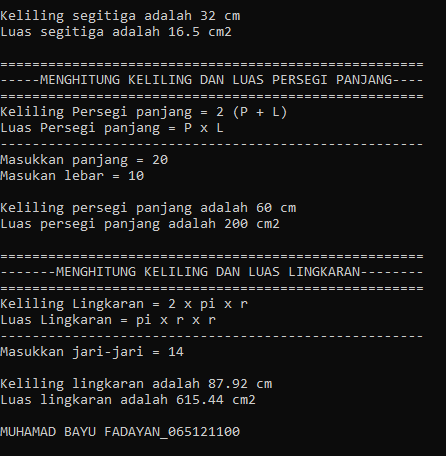 Keliling segitiga adalah 32 cm
Luas segitiga adalah 16.5 cm2
=====================================================
-----MENGHITUNG KELILING DAN LUAS PERSEGI PANJANG----
=====================================================
Keliling Persegi panjang = 2 (P + L)
Luas Persegi panjang = P x L
-----------------------------------------------------
Masukkan panjang = 20
Masukan lebar = 10
Keliling persegi panjang adalah 60 cm
Luas persegi panjang adalah 200 cm2
=====================================================
-------MENGHITUNG KELILING DAN LUAS LINGKARAN--------
=====================================================
Keliling Lingkaran = 2 x pi x r
Luas Lingkaran = pi x r x r
-----------------------------------------------------
Masukkan jari-jari = 14
Keliling lingkaran adalah 87.92 cm
Luas lingkaran adalah 615.44 cm2
MUHAMAD BAYU FADAYAN_065121100